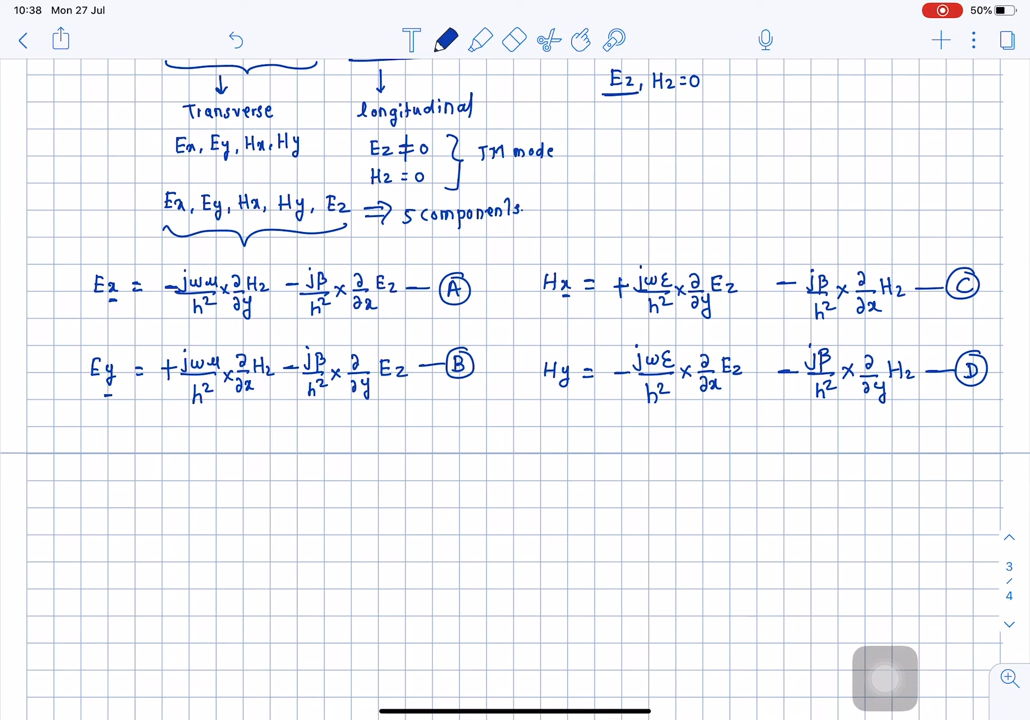 10:38 Mon 27 Jul
50%
T
Ez, Hz=0
Transverse
longitudinal
Ex, Ey, Hx, Hy
Ez ≠ 0
TM mode
Hz = 0
Ex, Ey, Hx, Hy, Ez ⇒ 5 components.
Ex = -jωμ/h² × ∂/∂y Hz - jβ/h² × ∂/∂x Ez — A
Hx = +jωε/h² × ∂/∂y Ez - jβ/h² × ∂/∂x Hz — C
Ey = +jωμ/h² × ∂/∂x Hz - jβ/h² × ∂/∂y Ez — B
Hy = -jωε/h² × ∂/∂x Ez - jβ/h² × ∂/∂y Hz — D
3
/
4